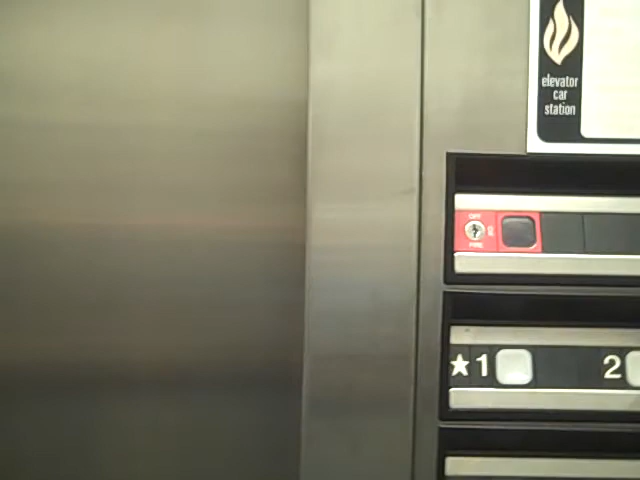 elevator
car
station
OFF
FIRE
★1
2